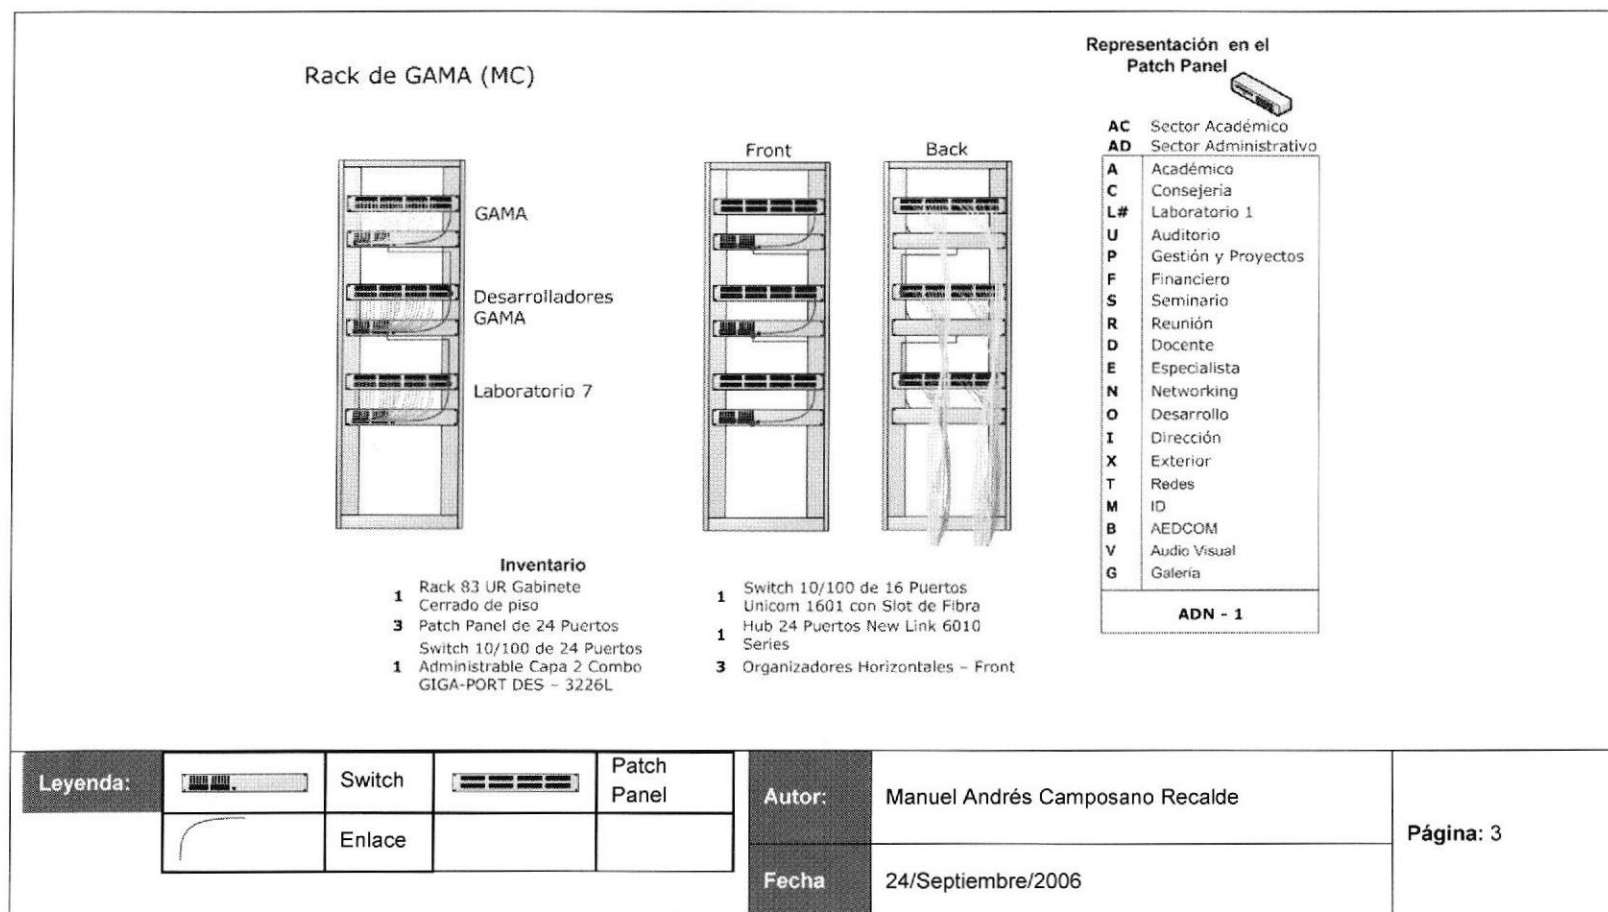 Rack de GAMA (MC)
Representación en el
Patch Panel
AC Sector Académico
AD Sector Administrativo
A Académico
C Consejeria
L# Laboratorio 1
U Auditorio
P Gestión y Proyectos
F Financiero
S Seminario
R Reunión
D Docente
E Especialista
N Networking
O Desarrollo
I Dirección
X Exterior
T Redes
M ID
B AEDCOM
V Audio Visual
G Galería
ADN - 1
Front
Back
GAMA
Desarrolladores
GAMA
Laboratorio 7
Inventario
1 Rack 83 UR Gabinete
Cerrado de piso
3 Patch Panel de 24 Puertos
Switch 10/100 de 24 Puertos
1 Administrable Capa 2 Combo
GIGA-PORT DES – 3226L
1 Switch 10/100 de 16 Puertos
Unicom 1601 con Slot de Fibra
1 Hub 24 Puertos New Link 6010
Series
3 Organizadores Horizontales – Front
Leyenda:
Switch
Patch
Panel
Enlace
Autor:
Manuel Andrés Camposano Recalde
Fecha
24/Septiembre/2006
Página: 3